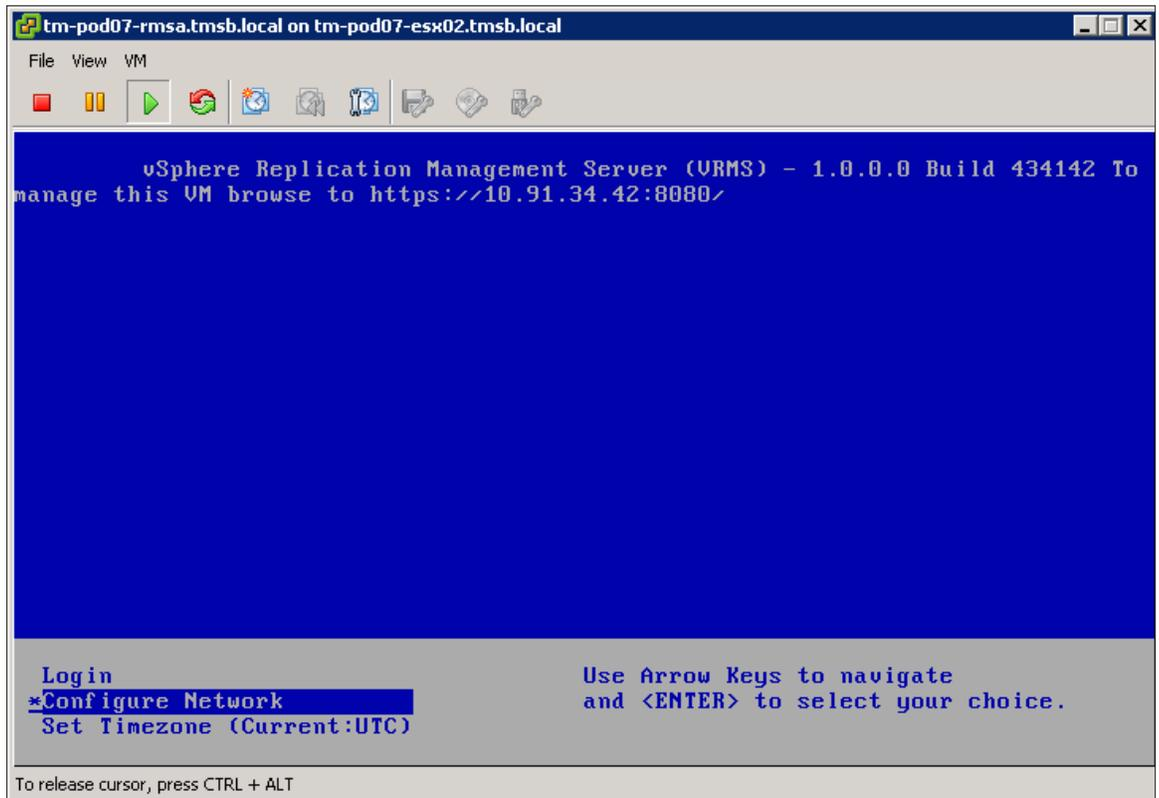 tm-pod07-rmsa.tmsb.local on tm-pod07-esx02.tmsb.local
File View VM
vSphere Replication Management Server (VRMS) - 1.0.0.0 Build 434142 To
manage this VM browse to https://10.91.34.42:8080/
Login
*Configure Network
Set Timezone (Current:UTC)
Use Arrow Keys to navigate
and <ENTER> to select your choice.
To release cursor, press CTRL + ALT